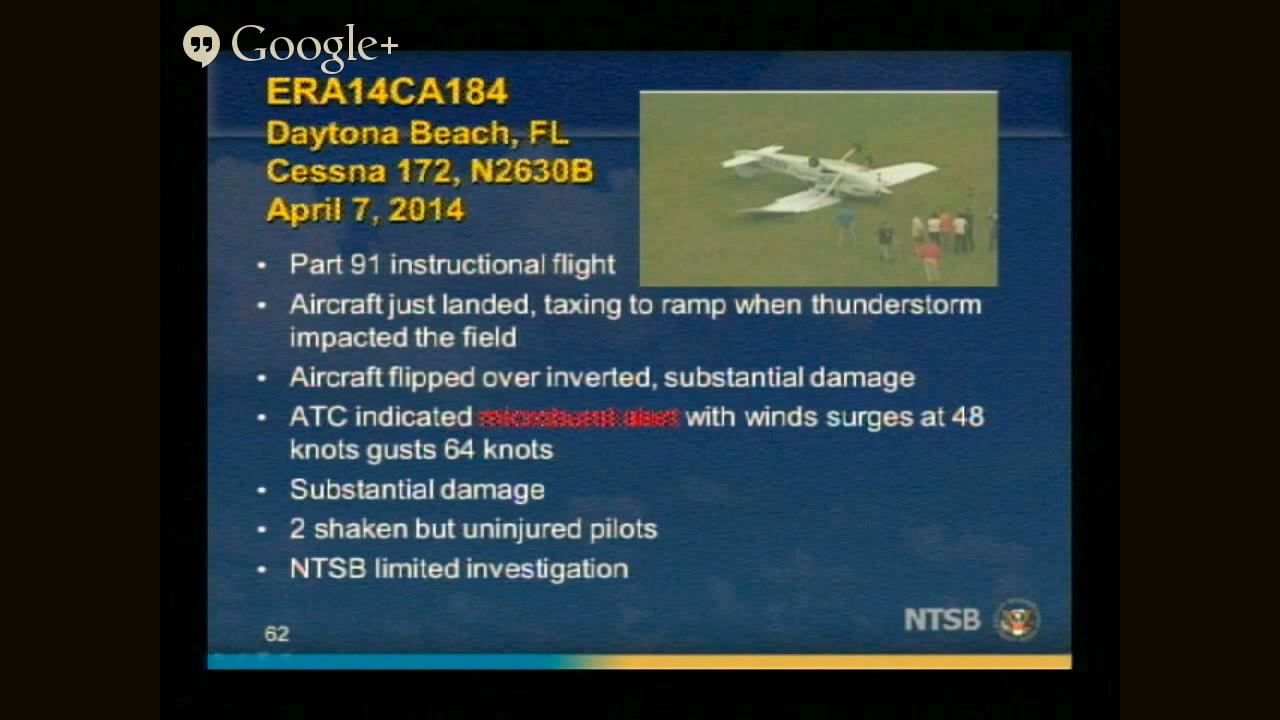 Google+
ERA14CA184
Daytona Beach, FL
Cessna 172, N2630B
April 7, 2014
• Part 91 instructional flight
• Aircraft just landed, taxing to ramp when thunderstorm
impacted the field
• Aircraft flipped over inverted, substantial damage
• ATC indicated microburst alert with winds surges at 48
knots gusts 64 knots
• Substantial damage
• 2 shaken but uninjured pilots
• NTSB limited investigation
NTSB
62